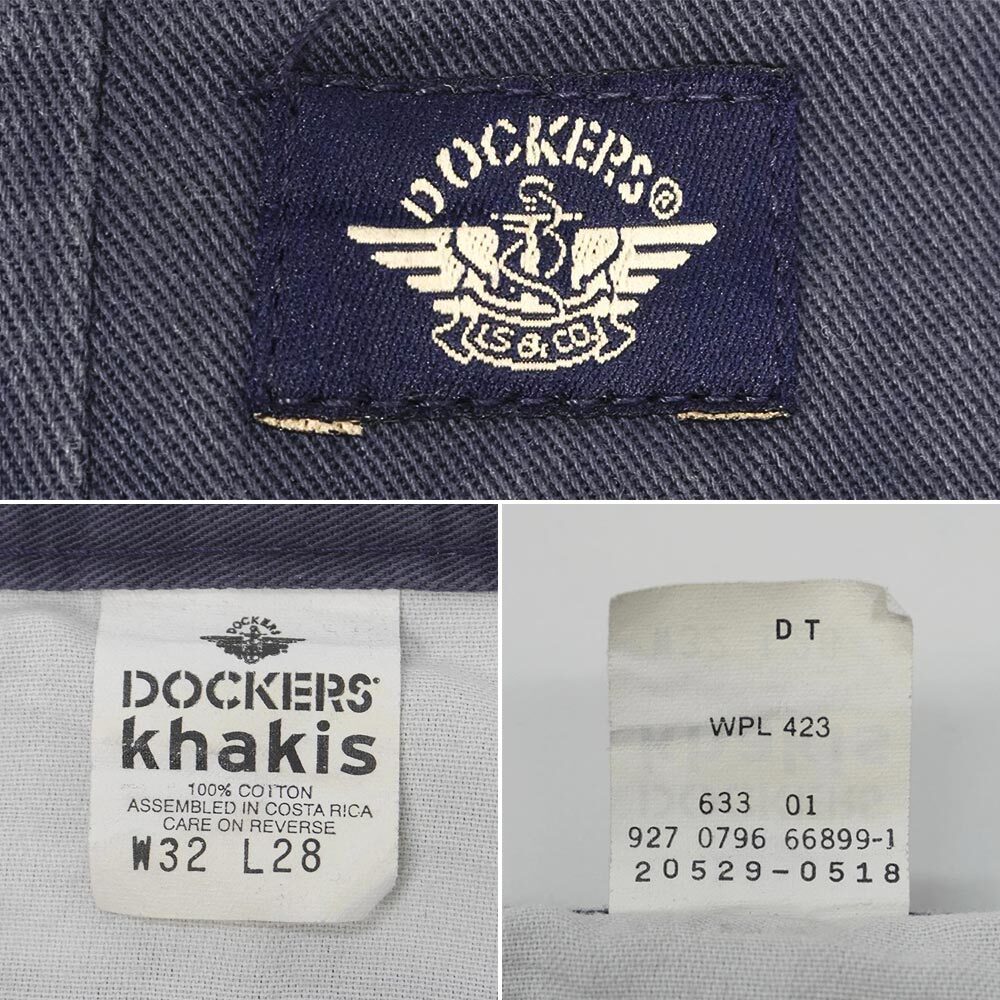 DOCKERS®
LS & CO.
DOCKERS
DOCKERS®
khakis
100% COTTON
ASSEMBLED IN COSTA RICA
CARE ON REVERSE
W32 L28
DT
WPL 423
633 01
927 0796 66899-1
20529-0518